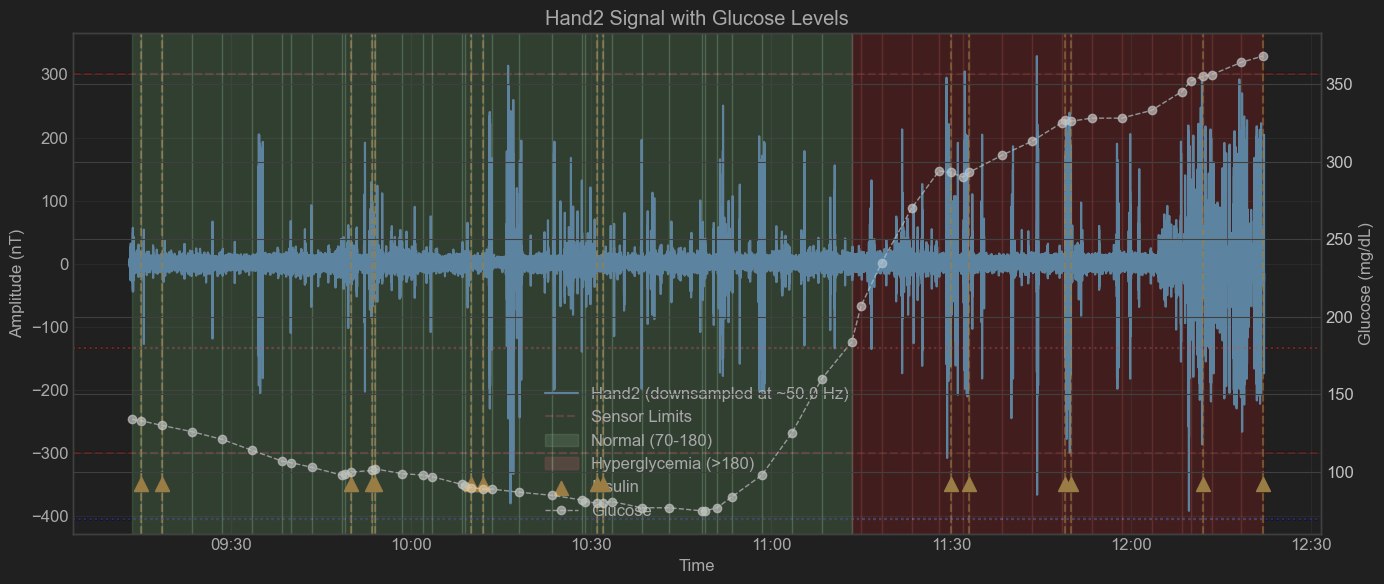 Hand2 Signal with Glucose Levels
Amplitude (nT)
300
200
100
0
−100
−200
−300
−400
350
300
250
200
150
100
Glucose (mg/dL)
Hand2 (downsampled at ~50.0 Hz)
Sensor Limits
Normal (70-180)
Hyperglycemia (>180)
Insulin
Glucose
09:30
10:00
10:30
11:00
11:30
12:00
12:30
Time